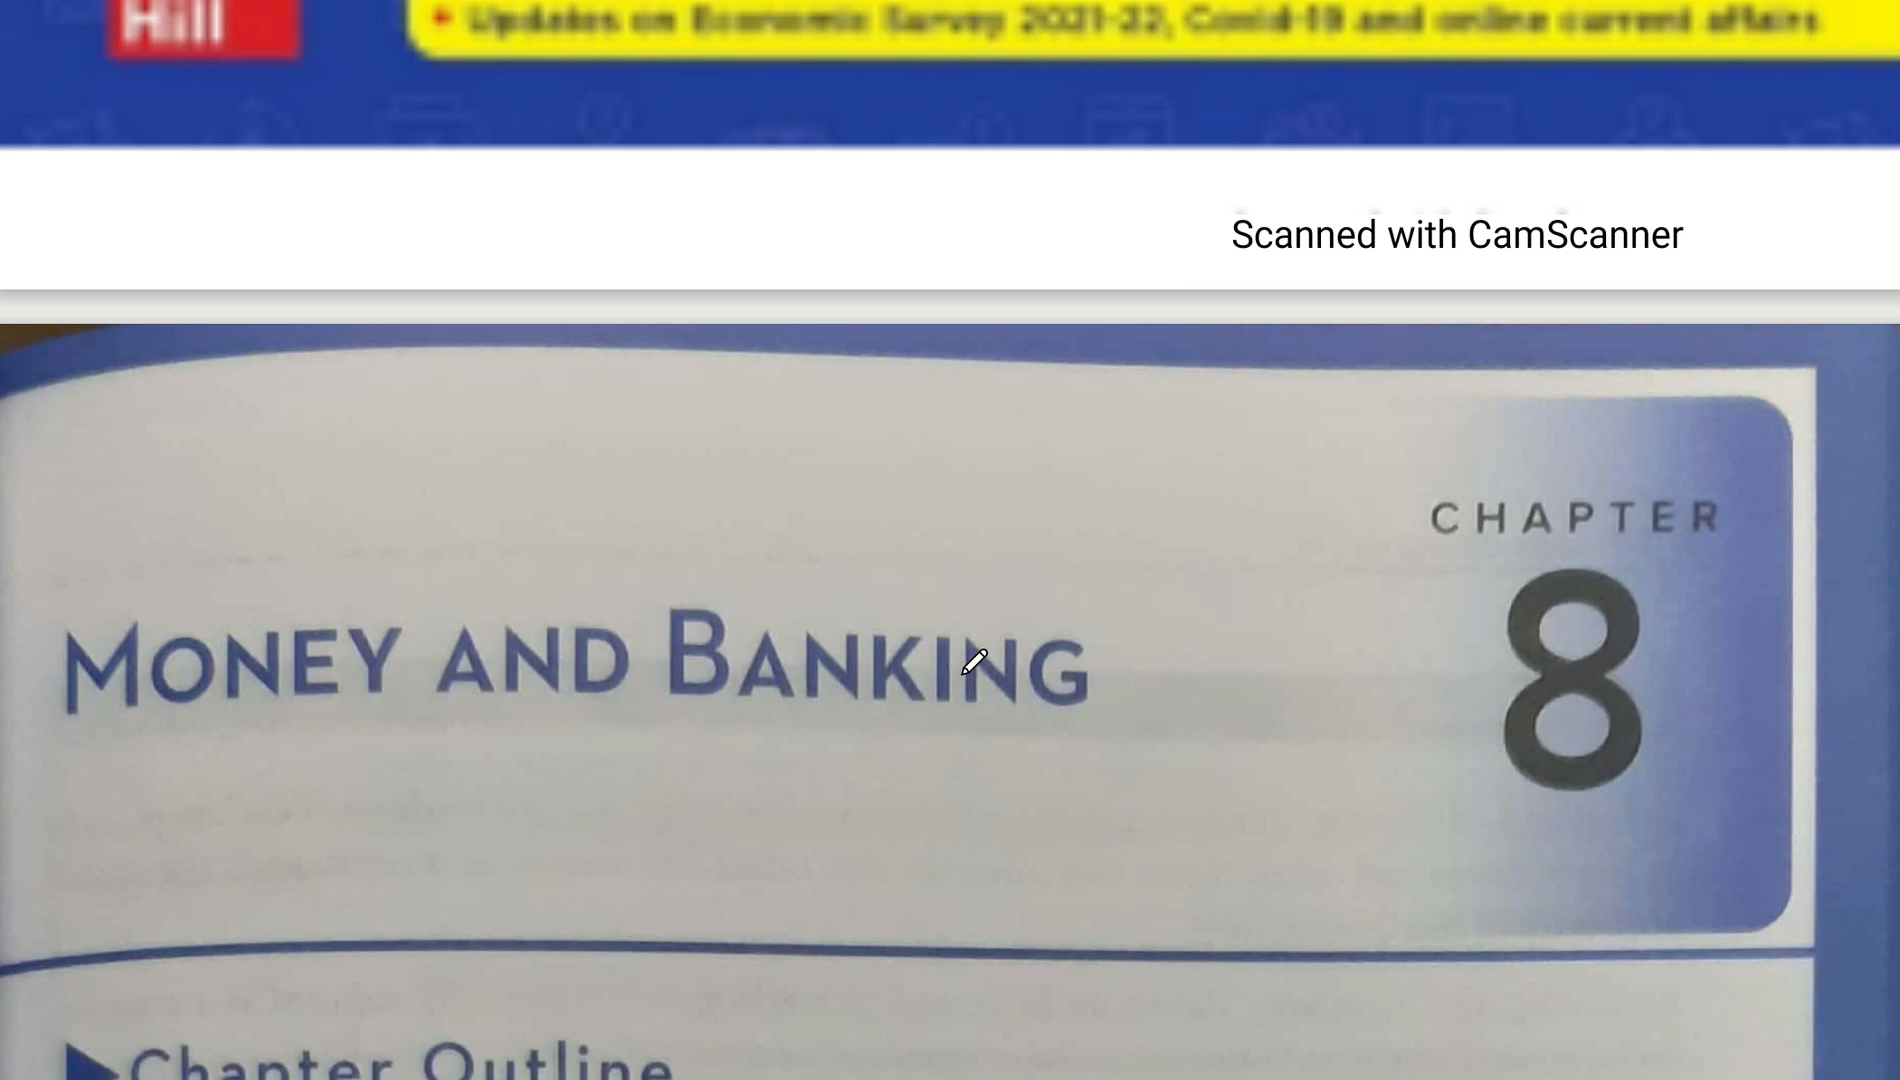 Hill
• Updates on Economic Survey 2021-22, Covid-19 and online current affairs
Scanned with CamScanner
CHAPTER
8
MONEY AND BANKING
Chapter Outline